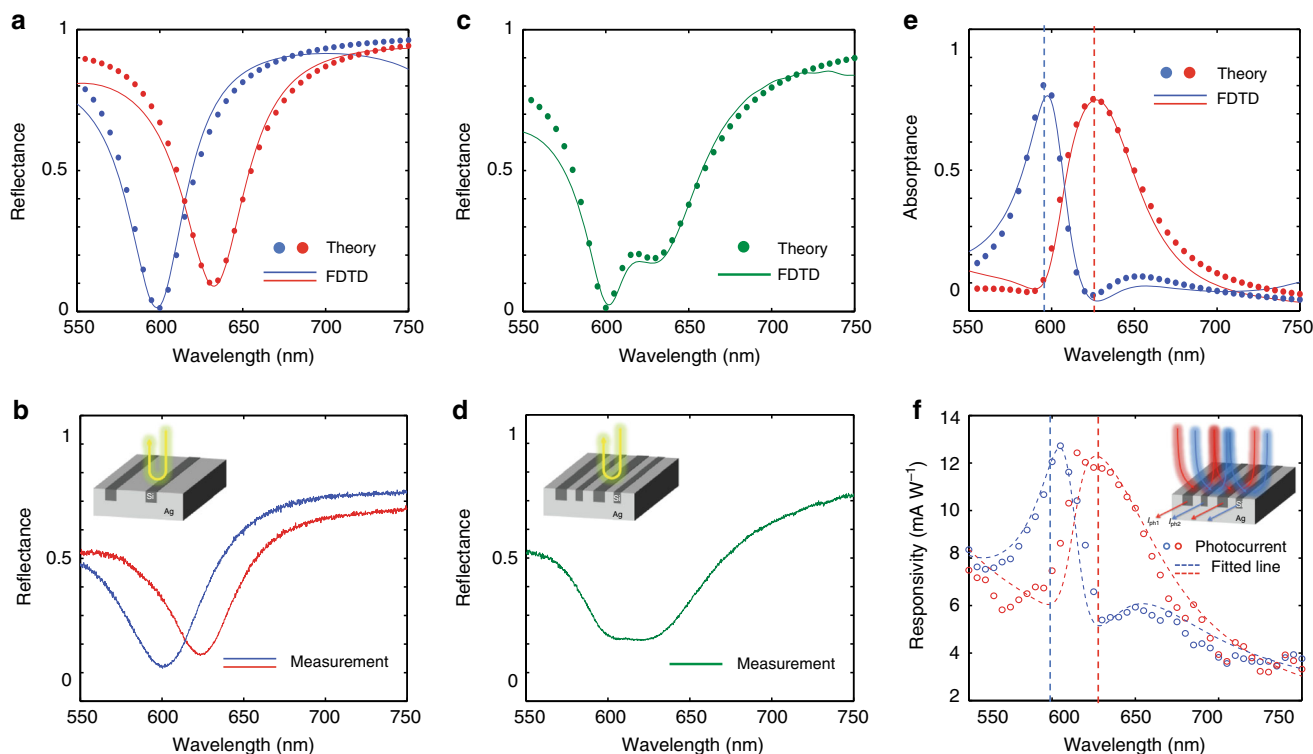 a
1
0.5
0
Reflectance
Theory
FDTD
550 600 650 700 750
Wavelength (nm)
c
1
0.5
0
Reflectance
Theory
FDTD
550 600 650 700 750
Wavelength (nm)
e
1
0.5
0
Absorptance
Theory
FDTD
550 600 650 700 750
Wavelength (nm)
b
1
0.5
0
Reflectance
Si
Ag
Measurement
550 600 650 700 750
Wavelength (nm)
d
1
0.5
0
Reflectance
Si
Ag
Measurement
550 600 650 700 750
Wavelength (nm)
f
14
12
10
8
6
4
2
Responsivity (mA W⁻¹)
Iph1 Iph2
Si
Ag
Photocurrent
Fitted line
550 600 650 700 750
Wavelength (nm)